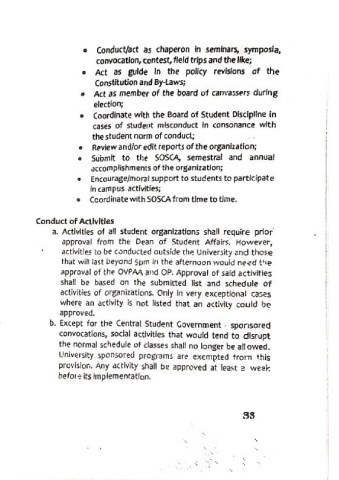 • Conduct/act as chaperon in seminars, symposia,
convocation, contest, field trips and the like;
• Act as guide in the policy revisions of the
Constitution and By-Laws;
• Act as member of the board of canvassers during
election;
• Coordinate with the Board of Student Discipline in
cases of student misconduct in consonance with
the student norm of conduct;
• Review and/or edit reports of the organization;
• Submit to the SOSCA, semestral and annual
accomplishments of the organization;
• Encourage/moral support to students to participate
in campus activities;
• Coordinate with SOSCA from time to time.
Conduct of Activities
a. Activities of all student organizations shall require prior
approval from the Dean of Student Affairs. However,
activities to be conducted outside the University and those
that will last beyond 5pm in the afternoon would need the
approval of the OVPAA and OP. Approval of said activities
shall be based on the submitted list and schedule of
activities of organizations. Only in very exceptional cases
where an activity is not listed that an activity could be
approved.
b. Except for the Central Student Government - sponsored
convocations, social activities that would tend to disrupt
the normal schedule of classes shall no longer be allowed.
University sponsored programs are exempted from this
provision. Any activity shall be approved at least a week
before its implementation.
33